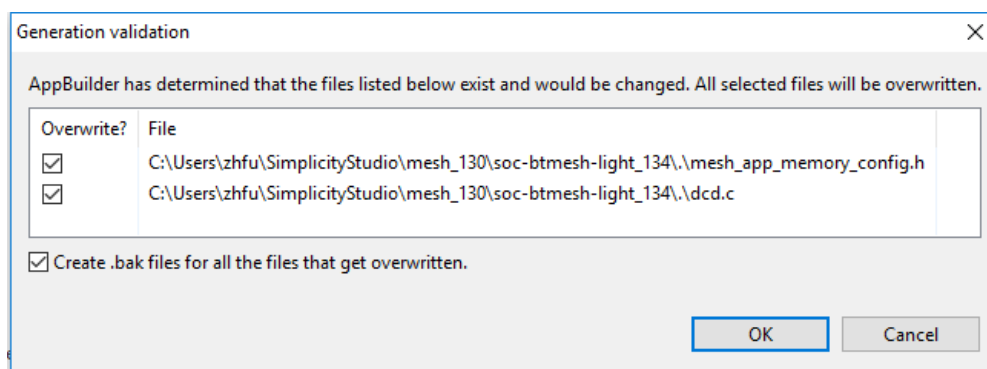 Generation validation
AppBuilder has determined that the files listed below exist and would be changed. All selected files will be overwritten.
Overwrite? File
C:\Users\zhfu\SimplicityStudio\mesh_130\soc-btmesh-light_134\.\mesh_app_memory_config.h
C:\Users\zhfu\SimplicityStudio\mesh_130\soc-btmesh-light_134\.\dcd.c
Create .bak files for all the files that get overwritten.
OK Cancel